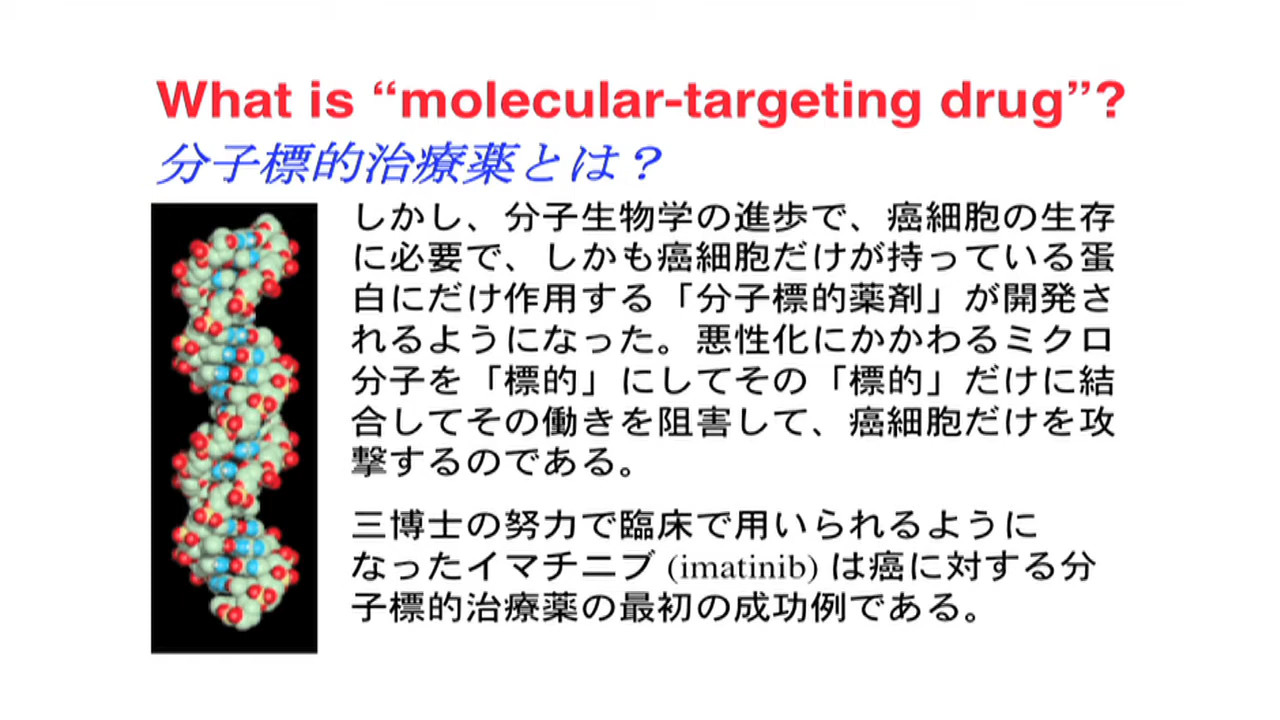 What is “molecular-targeting drug”?
分子標的治療薬とは？
しかし、分子生物学の進歩で、癌細胞の生存
に必要で、しかも癌細胞だけが持っている蛋
白にだけ作用する「分子標的薬剤」が開発さ
れるようになった。悪性化にかかわるミクロ
分子を「標的」にしてその「標的」だけに結
合してその働きを阻害して、癌細胞だけを攻
撃するのである。
三博士の努力で臨床で用いられるように
なったイマチニブ (imatinib) は癌に対する分
子標的治療薬の最初の成功例である。